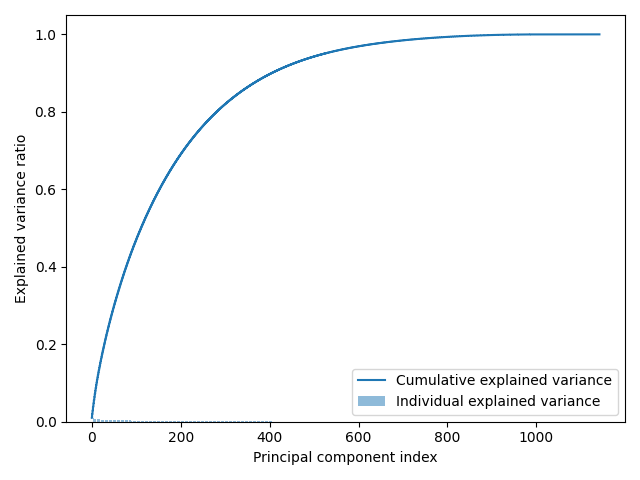 1.0
0.8
0.6
0.4
0.2
0.0
Explained variance ratio
Cumulative explained variance
Individual explained variance
0 200 400 600 800 1000
Principal component index